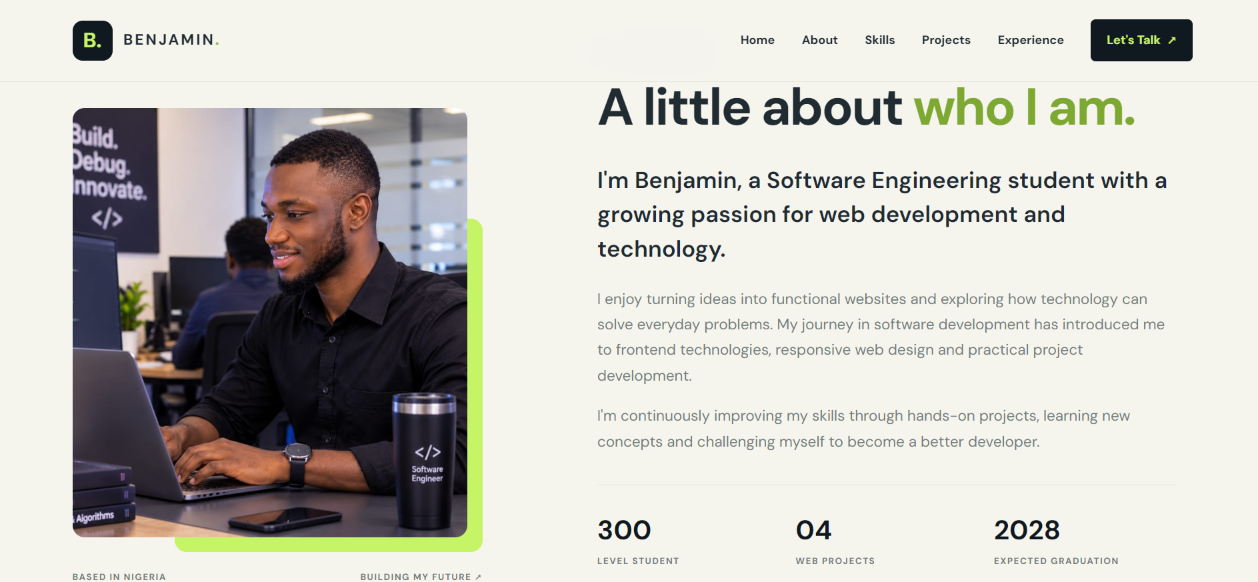 B. BENJAMIN.
Home About Skills Projects Experience Let's Talk ↗
Build.
Debug.
Innovate.
</>
</>
Software
Engineer
& Algorithms
BASED IN NIGERIA
BUILDING MY FUTURE ↗
A little about who I am.
I'm Benjamin, a Software Engineering student with a
growing passion for web development and
technology.
I enjoy turning ideas into functional websites and exploring how technology can
solve everyday problems. My journey in software development has introduced me
to frontend technologies, responsive web design and practical project
development.
I'm continuously improving my skills through hands-on projects, learning new
concepts and challenging myself to become a better developer.
300
LEVEL STUDENT
04
WEB PROJECTS
2028
EXPECTED GRADUATION